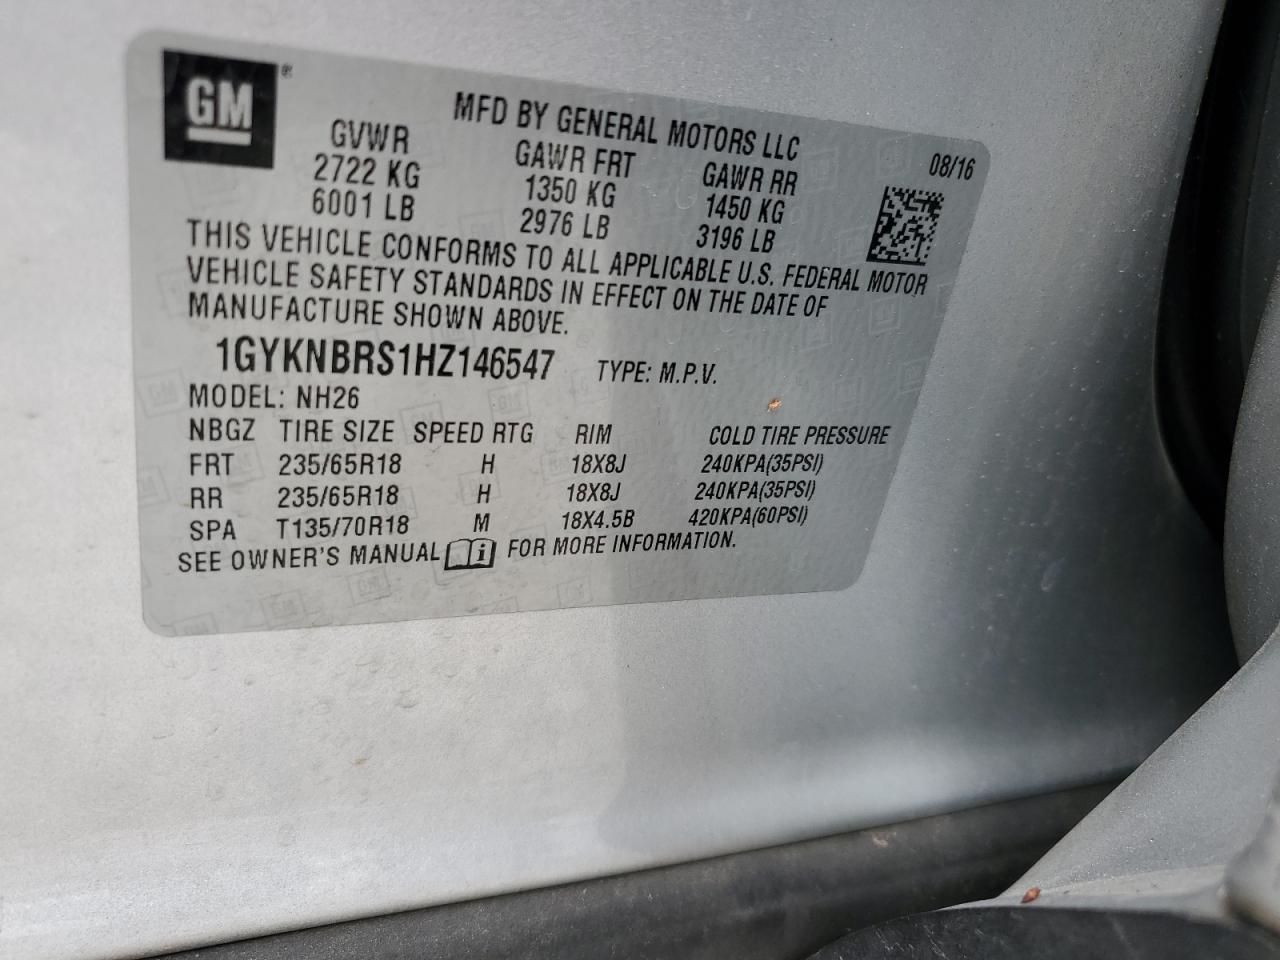 GM ®
MFD BY GENERAL MOTORS LLC
08/16
GVWR GAWR FRT GAWR RR
2722 KG 1350 KG 1450 KG
6001 LB 2976 LB 3196 LB
THIS VEHICLE CONFORMS TO ALL APPLICABLE U.S. FEDERAL MOTOR
VEHICLE SAFETY STANDARDS IN EFFECT ON THE DATE OF
MANUFACTURE SHOWN ABOVE.
1GYKNBRS1HZ146547 TYPE: M.P.V.
MODEL: NH26
NBGZ TIRE SIZE SPEED RTG RIM COLD TIRE PRESSURE
FRT 235/65R18 H 18X8J 240KPA(35PSI)
RR 235/65R18 H 18X8J 240KPA(35PSI)
SPA T135/70R18 M 18X4.5B 420KPA(60PSI)
SEE OWNER'S MANUAL i FOR MORE INFORMATION.